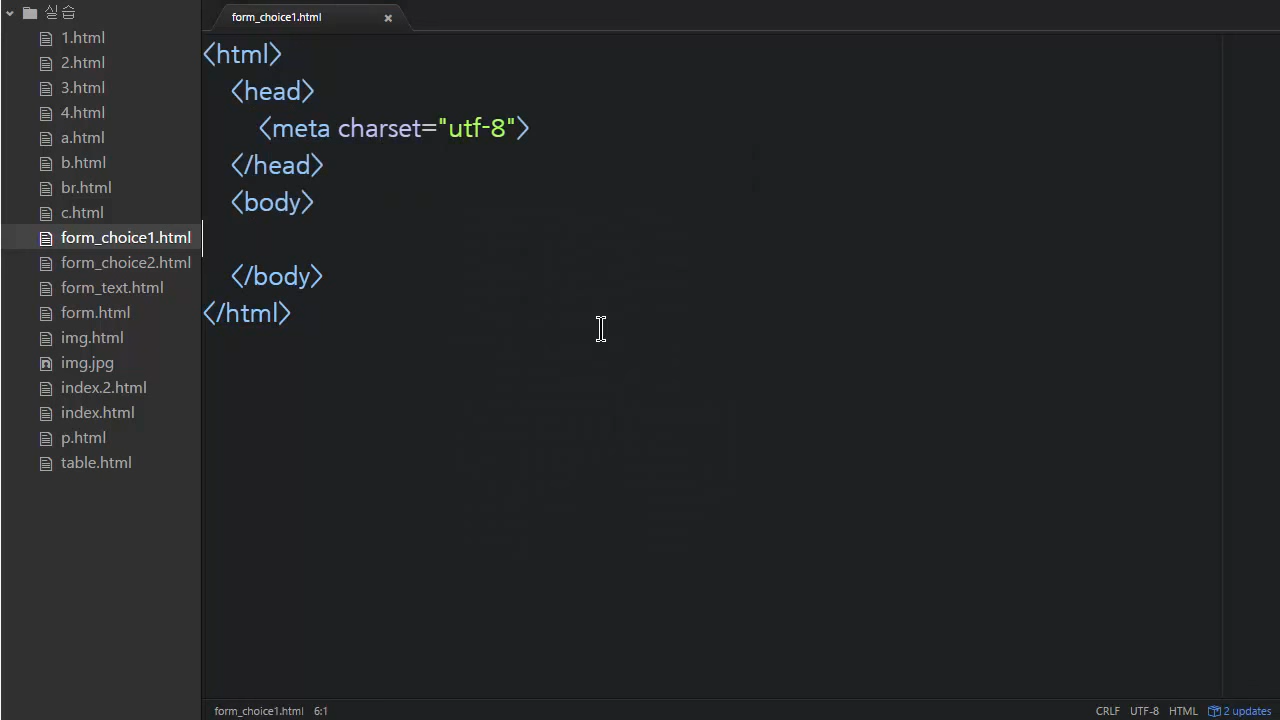 실습
1.html
2.html
3.html
4.html
a.html
b.html
br.html
c.html
form_choice1.html
form_choice2.html
form_text.html
form.html
img.html
img.jpg
index.2.html
index.html
p.html
table.html
form_choice1.html
<html>
<head>
<meta charset="utf-8">
</head>
<body>
</body>
</html>
form_choice1.html 6:1
CRLF UTF-8 HTML 2 updates